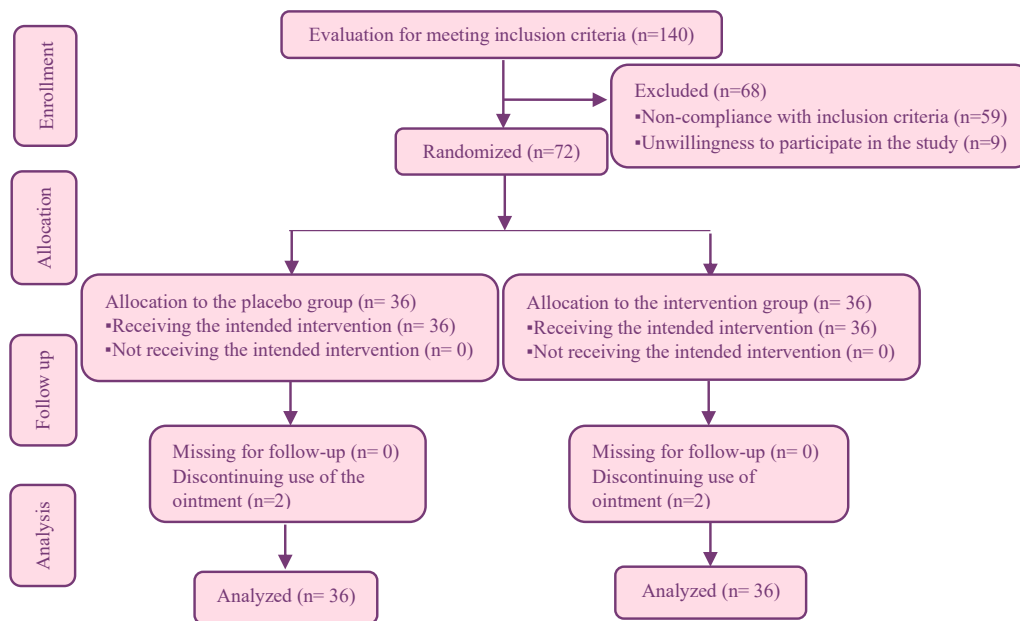 Enrollment
Evaluation for meeting inclusion criteria (n=140)
Excluded (n=68)
▪Non-compliance with inclusion criteria (n=59)
▪Unwillingness to participate in the study (n=9)
Randomized (n=72)
Allocation
Allocation to the placebo group (n= 36)
▪Receiving the intended intervention (n= 36)
▪Not receiving the intended intervention (n= 0)
Allocation to the intervention group (n= 36)
▪Receiving the intended intervention (n= 36)
▪Not receiving the intended intervention (n= 0)
Follow up
Missing for follow-up (n= 0)
Discontinuing use of the
ointment (n=2)
Missing for follow-up (n= 0)
Discontinuing use of
ointment (n=2)
Analysis
Analyzed (n= 36)
Analyzed (n= 36)